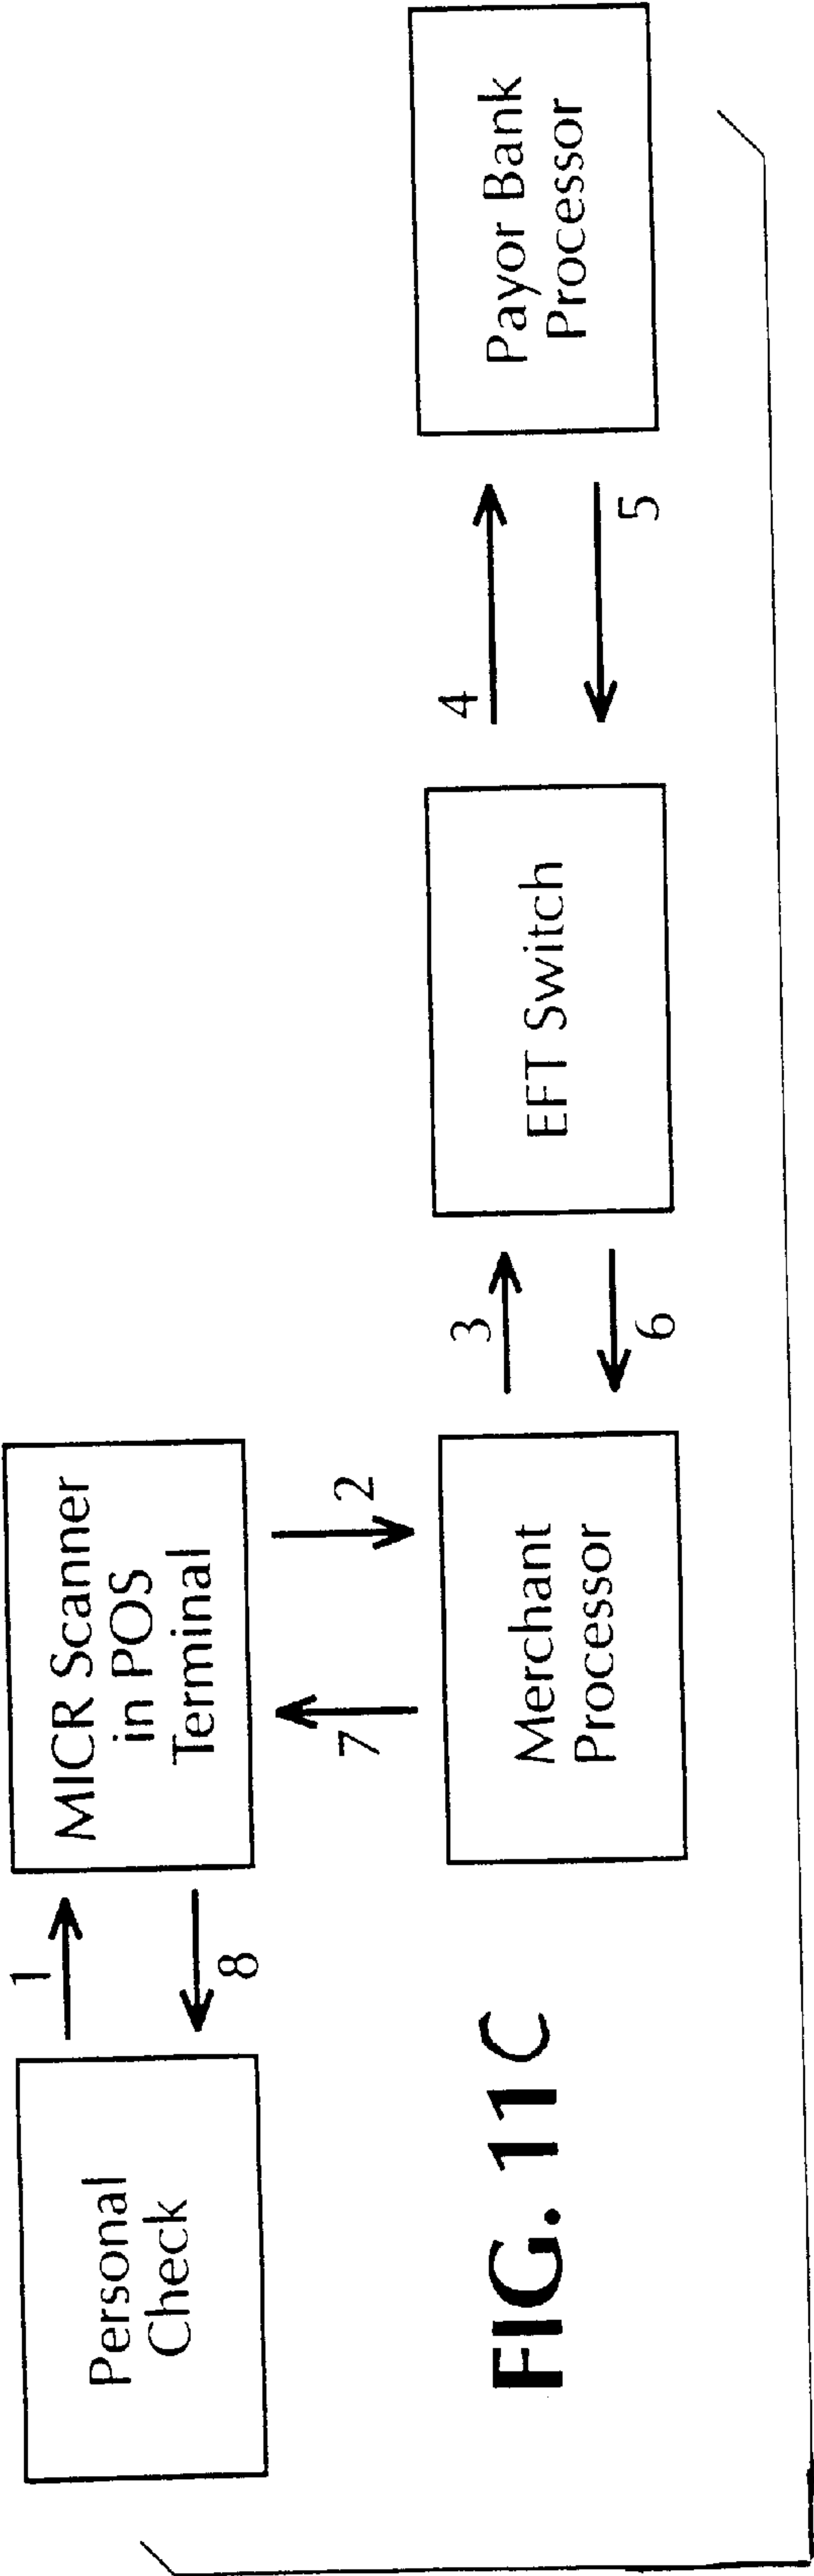 Personal
Check
1
8
MICR Scanner
in POS
Terminal
7
2
Merchant
Processor
3
6
EFT Switch
4
5
Payor Bank
Processor
FIG. 11C